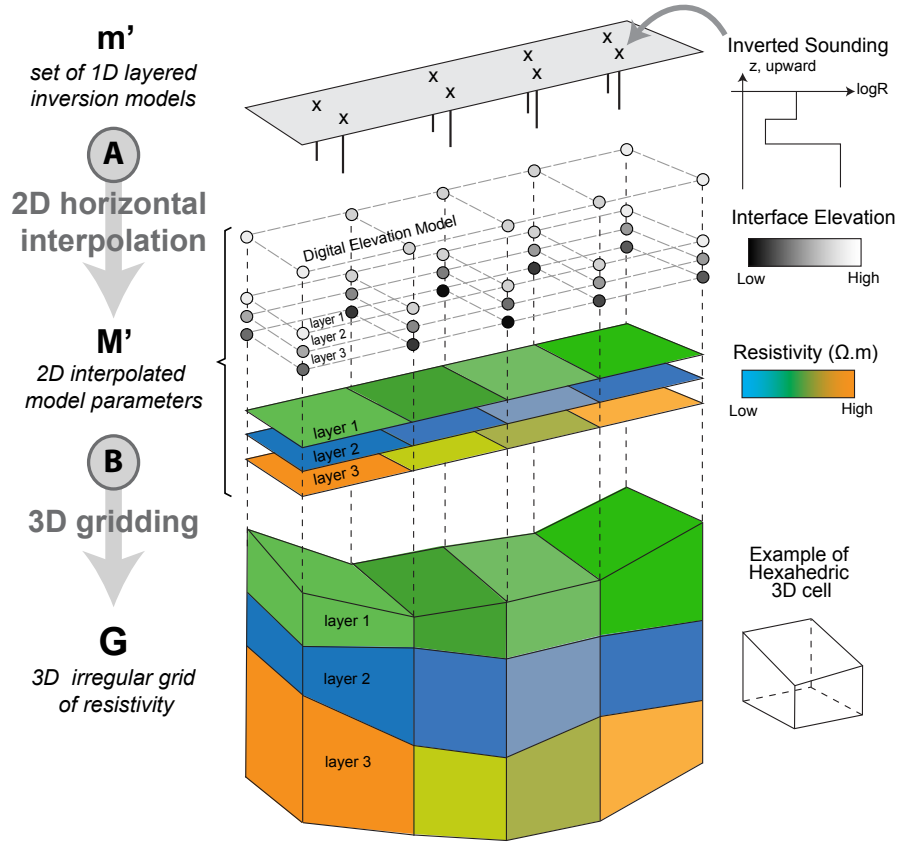 m’
set of 1D layered
inversion models
A
2D horizontal
interpolation
M’
2D interpolated
model parameters
B
3D gridding
G
3D irregular grid
of resistivity
x x x x
x x x x
Digital Elevation Model
layer 1
layer 2
layer 3
layer 1
layer 2
layer 3
layer 1
layer 2
layer 3
Inverted Sounding
z, upward
logR
Interface Elevation
Low High
Resistivity (Ω.m)
Low High
Example of
Hexahedric
3D cell